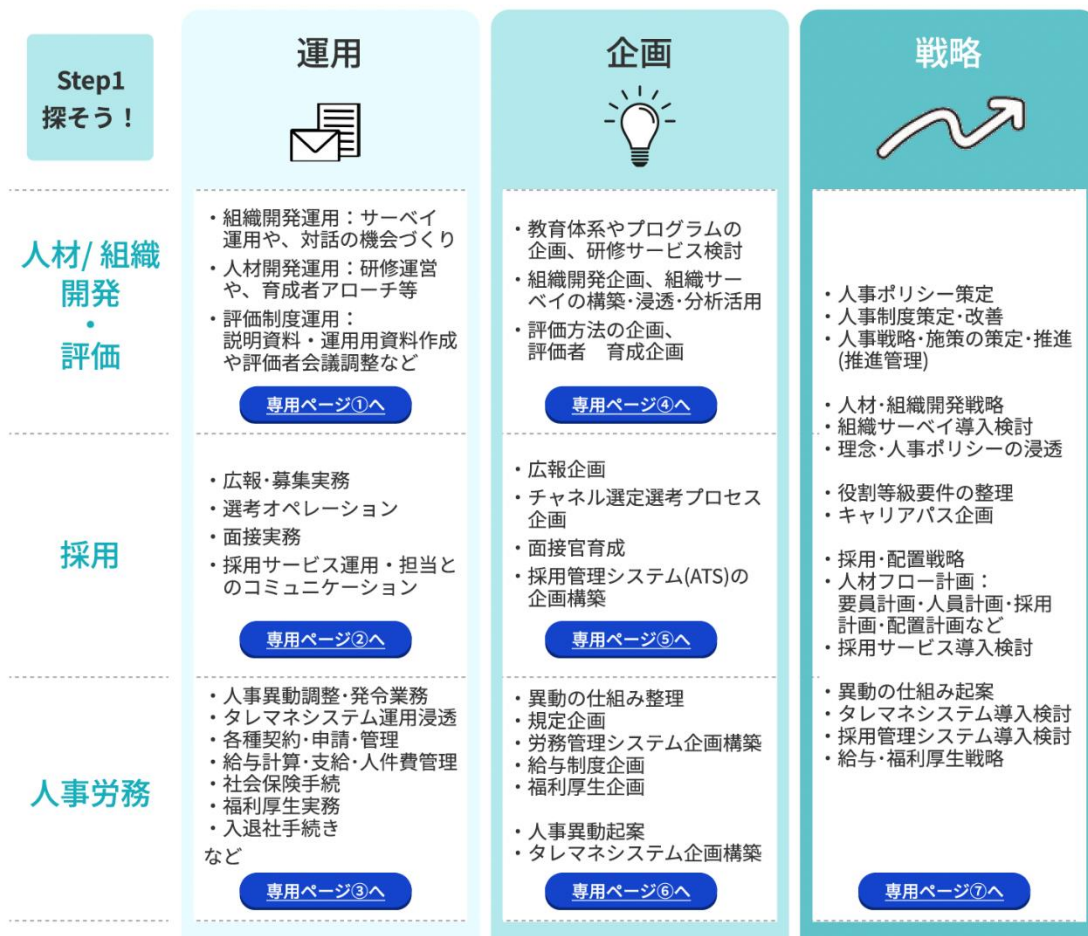 Step1
探そう！
運用
企画
戦略
人材/ 組織
開発
・
評価
・組織開発運用：サーベイ
運用や、対話の機会づくり
・人材開発運用：研修運営
や、育成者アローチ等
・評価制度運用：
説明資料・運用用資料作成
や評価者会議調整など
専用ページ①へ
・教育体系やプログラムの
企画、研修サービス検討
・組織開発企画、組織サー
ベイの構築･浸透･分析活用
・評価方法の企画、
評価者　育成企画
専用ページ④へ
採用
・広報･募集実務
・選考オペレーション
・面接実務
・採用サービス運用・担当と
のコミュニケーション
専用ページ②へ
・広報企画
・チャネル選定選考プロセス
企画
・面接官育成
・採用管理システム(ATS)の
企画構築
専用ページ⑤へ
人事労務
・人事異動調整･発令業務
・タレマネシステム運用浸透
・各種契約･申請･管理
・給与計算･支給･人件費管理
・社会保険手続
・福利厚生実務
・入退社手続き
など
専用ページ③へ
・異動の仕組み整理
・規定企画
・労務管理システム企画構築
・給与制度企画
・福利厚生企画
・人事異動起案
・タレマネシステム企画構築
専用ページ⑥へ
・人事ポリシー策定
・人事制度策定･改善
・人事戦略･施策の策定･推進
(推進管理)
・人材･組織開発戦略
・組織サーベイ導入検討
・理念･人事ポリシーの浸透
・役割等級要件の整理
・キャリアパス企画
・採用･配置戦略
・人材フロー計画：
要員計画･人員計画･採用
計画･配置計画など
・採用サービス導入検討
・異動の仕組み起案
・タレマネシステム導入検討
・採用管理システム導入検討
・給与･福利厚生戦略
専用ページ⑦へ